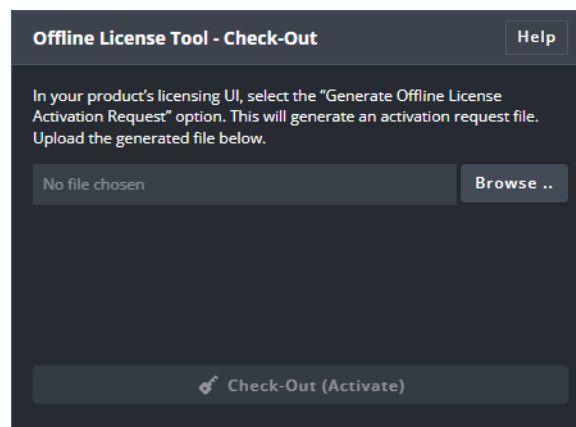 Offline License Tool - Check-Out
Help
In your product’s licensing UI, select the “Generate Offline License
Activation Request” option. This will generate an activation request file.
Upload the generated file below.
No file chosen
Browse ..
Check-Out (Activate)